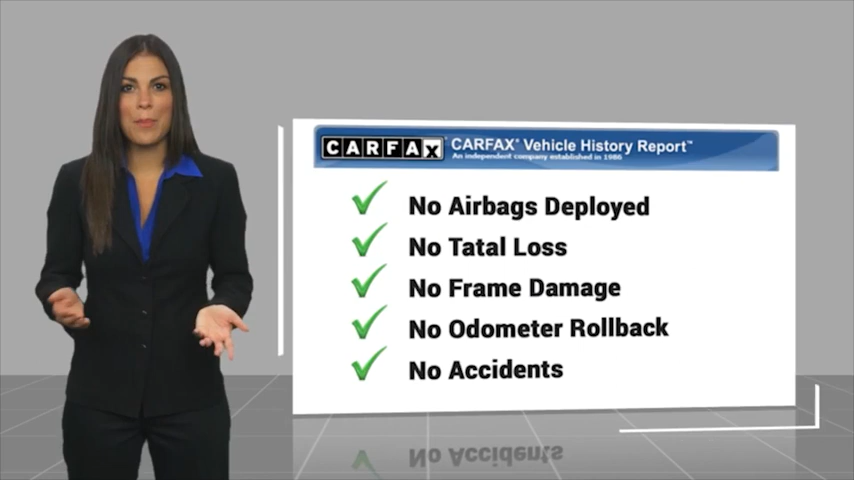 CARFAX CARFAX® Vehicle History Report™
An independent company established in 1986
No Airbags Deployed
No Tatal Loss
No Frame Damage
No Odometer Rollback
No Accidents
No Accidents